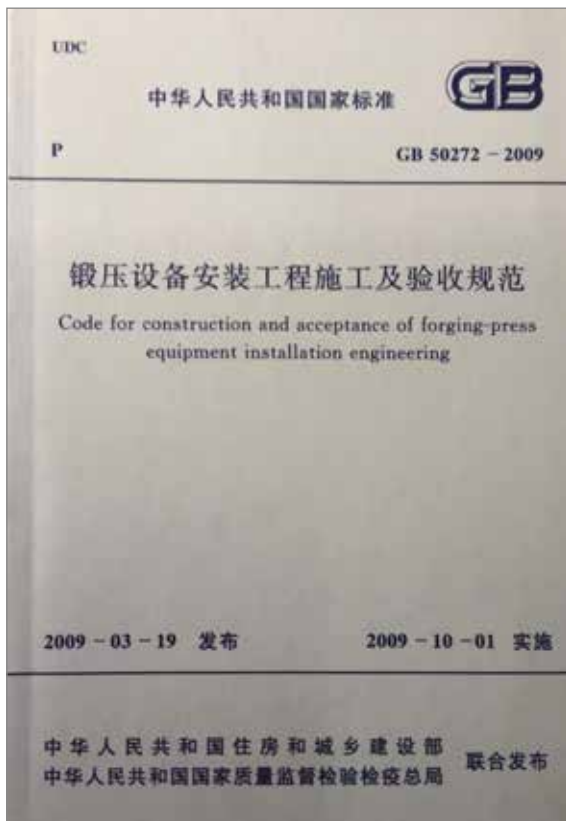 UDC
中华人民共和国国家标准
GB
P
GB 50272-2009
锻压设备安装工程施工及验收规范
Code for construction and acceptance of forging-press
equipment installation engineering
2009-03-19 发布
2009-10-01 实施
中华人民共和国住房和城乡建设部
中华人民共和国国家质量监督检验检疫总局
联合发布